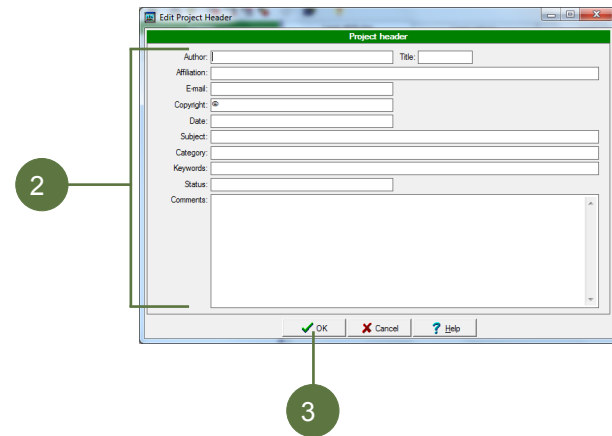 Edit Project Header
Project header
Author: Title:
Affiliation:
E-mail:
Copyright: ©
Date:
Subject:
Category:
Keywords:
Status:
Comments:
2
OK Cancel ? Help
3